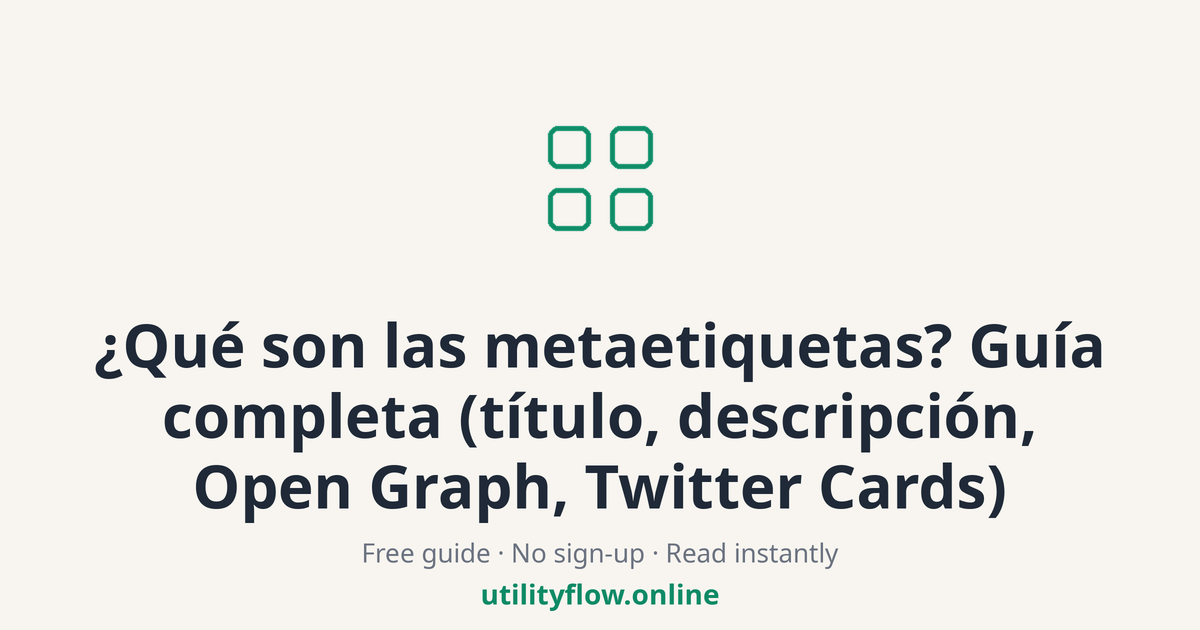 ¿Qué son las metaetiquetas? Guía
completa (título, descripción,
Open Graph, Twitter Cards)
Free guide · No sign-up · Read instantly
utilityflow.online